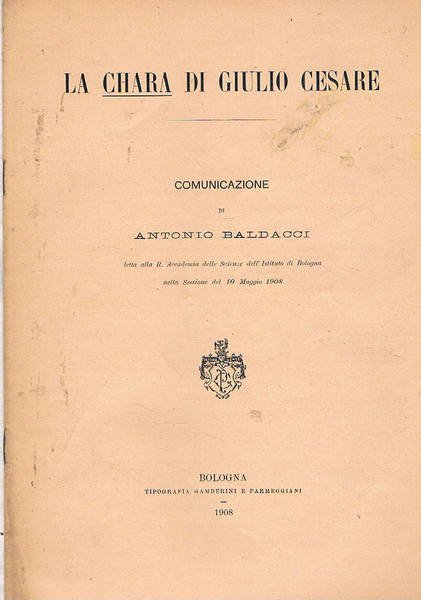 LA CHARA DI GIULIO CESARE
COMUNICAZIONE
DI
ANTONIO BALDACCI
letta alla R. Accademia delle Scienze dell'Istituto di Bologna
nella Sessione del 10 Maggio 1908
BOLOGNA
TIPOGRAFIA GAMBERINI E PARMEGGIANI
—
1908